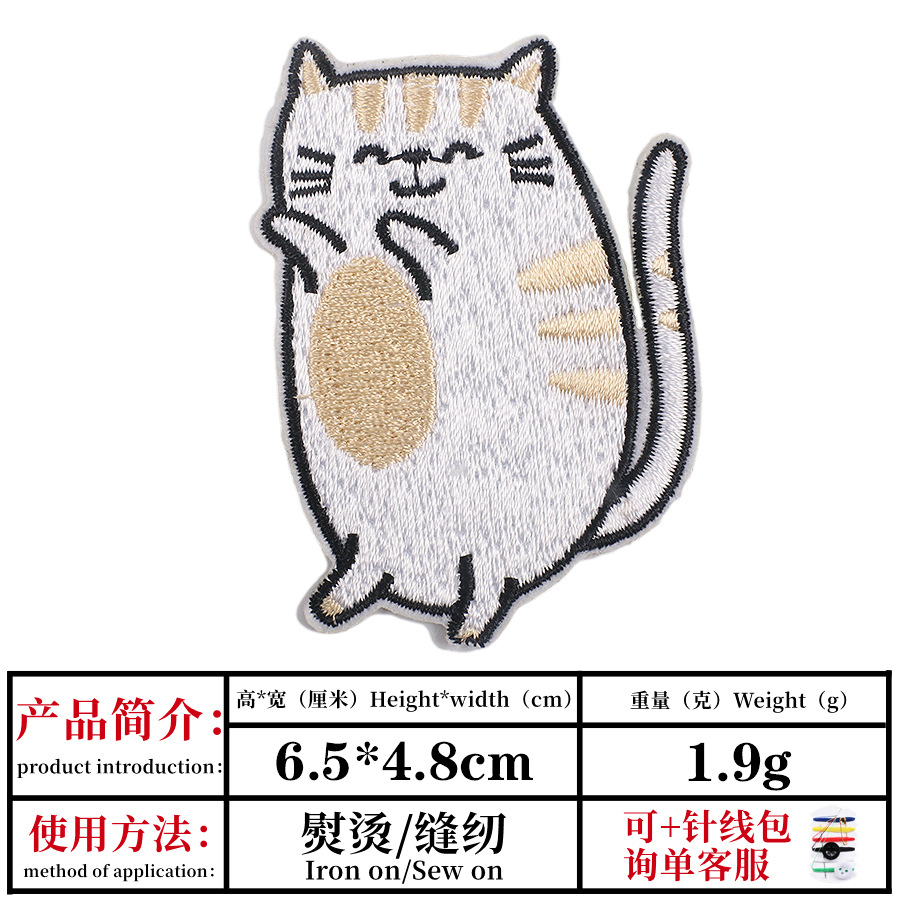 产品简介：
product introduction:
高*宽（厘米）Height*width（cm）
重量（克）Weight（g）
6.5*4.8cm
1.9g
使用方法：
method of application:
熨烫/缝纫
Iron on/Sew on
可+针线包
询单客服